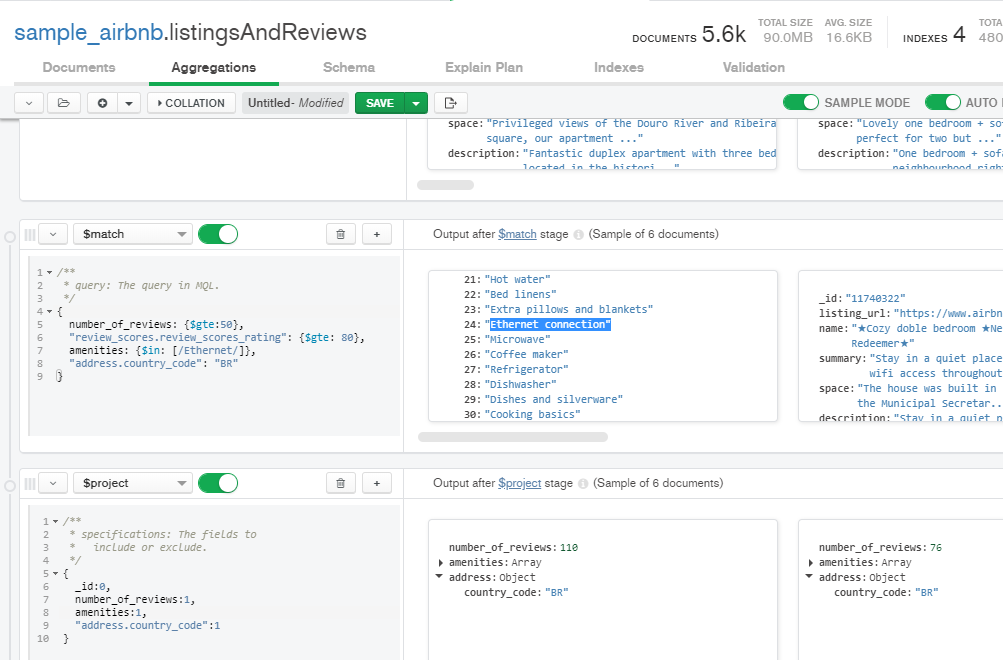 sample_airbnb.listingsAndReviews
DOCUMENTS 5.6k TOTAL SIZE 90.0MB AVG. SIZE 16.6KB INDEXES 4 TOTA 480
Documents Aggregations Schema Explain Plan Indexes Validation
COLLATION Untitled- Modified SAVE SAMPLE MODE AUTO
space: "Privileged views of the Douro River and Ribeira
square, our apartment ..."
description: "Fantastic duplex apartment with three bed
located in the histori..."
space: "Lovely one bedroom + sofa
perfect for two but ..."
description: "One bedroom + sofa
neighbourhood right
$match
Output after $match stage (Sample of 6 documents)
1 /**
2 * query: The query in MQL.
3 */
4 {
5 number_of_reviews: {$gte:50},
6 "review_scores.review_scores_rating": {$gte: 80},
7 amenities: {$in: [/Ethernet/]},
8 "address.country_code": "BR"
9 }
21: "Hot water"
22: "Bed linens"
23: "Extra pillows and blankets"
24: "Ethernet connection"
25: "Microwave"
26: "Coffee maker"
27: "Refrigerator"
28: "Dishwasher"
29: "Dishes and silverware"
30: "Cooking basics"
_id: "11740322"
listing_url: "https://www.airbn
name: "★Cozy doble bedroom ★Ne
Redeemer★"
summary: "Stay in a quiet place
wifi access throughout
space: "The house was built in
the Municipal Secretar..
description: "Stay in a quiet p
$project
Output after $project stage (Sample of 6 documents)
1 /**
2 * specifications: The fields to
3 * include or exclude.
4 */
5 {
6 _id:0,
7 number_of_reviews:1,
8 amenities:1,
9 "address.country_code":1
10 }
number_of_reviews: 110
amenities: Array
address: Object
country_code: "BR"
number_of_reviews: 76
amenities: Array
address: Object
country_code: "BR"